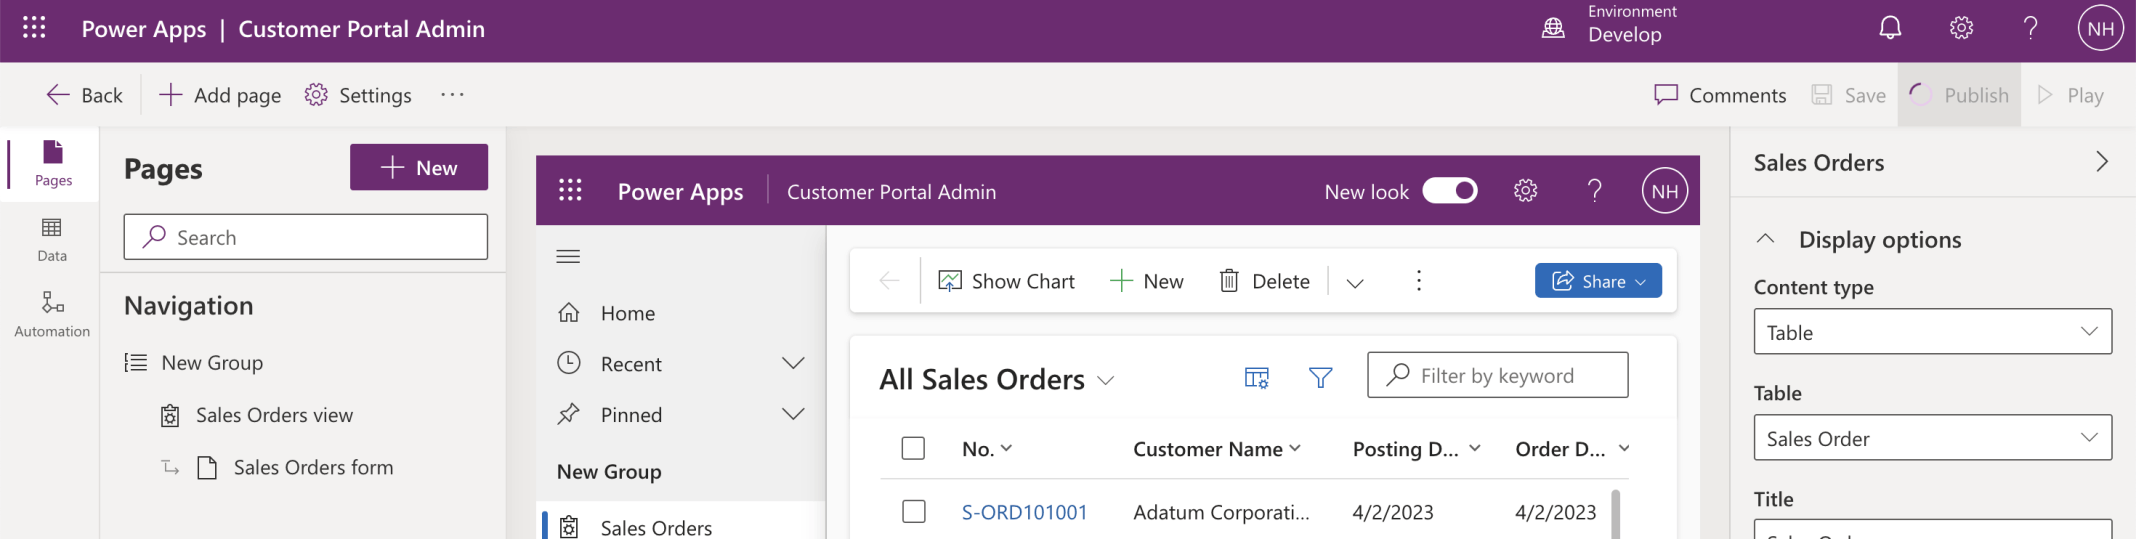 Power Apps | Customer Portal Admin
Environment
Develop
?
NH
Back
Add page
Settings
...
Comments
Save
Publish
Play
Pages
Data
Automation
Pages
New
Search
Navigation
New Group
Sales Orders view
Sales Orders form
Power Apps
Customer Portal Admin
New look
?
NH
Home
Recent
Pinned
New Group
Sales Orders
Show Chart
New
Delete
Share
All Sales Orders
Filter by keyword
No. Customer Name Posting D... Order D...
S-ORD101001 Adatum Corporati... 4/2/2023 4/2/2023
Sales Orders
Display options
Content type
Table
Table
Sales Order
Title